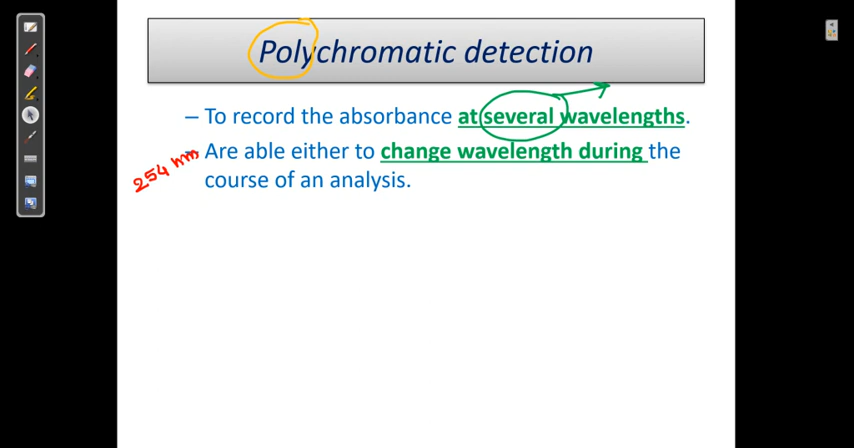 Polychromatic detection
– To record the absorbance at several wavelengths.
– Are able either to change wavelength during the
254 nm
course of an analysis.